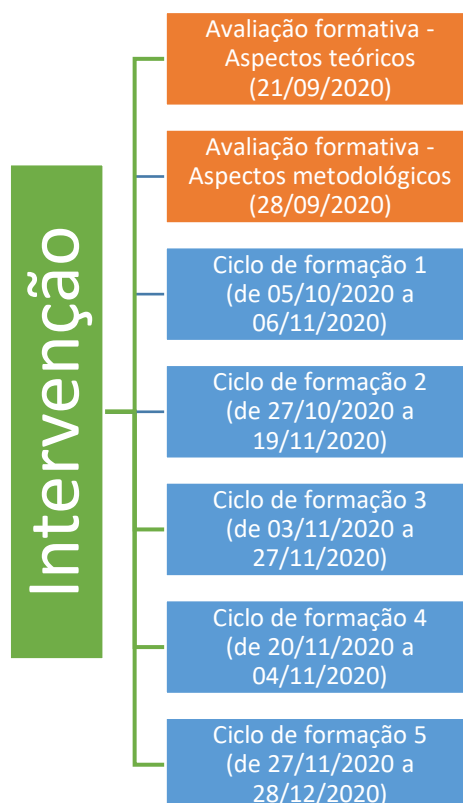 Intervenção
Avaliação formativa -
Aspectos teóricos
(21/09/2020)
Avaliação formativa -
Aspectos metodológicos
(28/09/2020)
Ciclo de formação 1
(de 05/10/2020 a
06/11/2020)
Ciclo de formação 2
(de 27/10/2020 a
19/11/2020)
Ciclo de formação 3
(de 03/11/2020 a
27/11/2020)
Ciclo de formação 4
(de 20/11/2020 a
04/11/2020)
Ciclo de formação 5
(de 27/11/2020 a
28/12/2020)